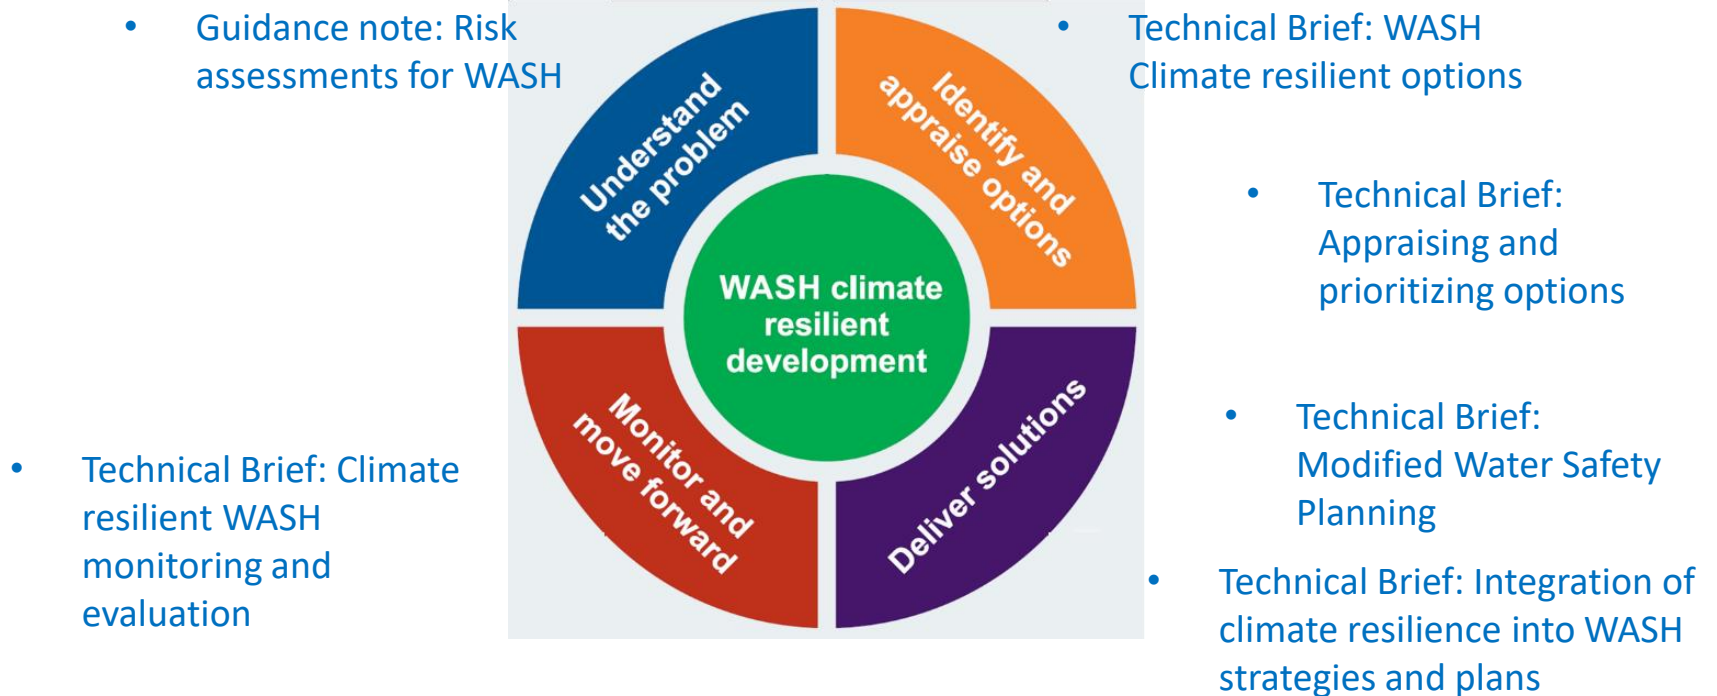 • Guidance note: Risk
assessments for WASH
• Technical Brief: WASH
Climate resilient options
Understand
the problem
Identify and
appraise options
• Technical Brief:
Appraising and
prioritizing options
WASH climate
resilient
development
Monitor and
move forward
Deliver solutions
• Technical Brief:
Modified Water Safety
Planning
• Technical Brief: Climate
resilient WASH
monitoring and
evaluation
• Technical Brief: Integration of
climate resilience into WASH
strategies and plans